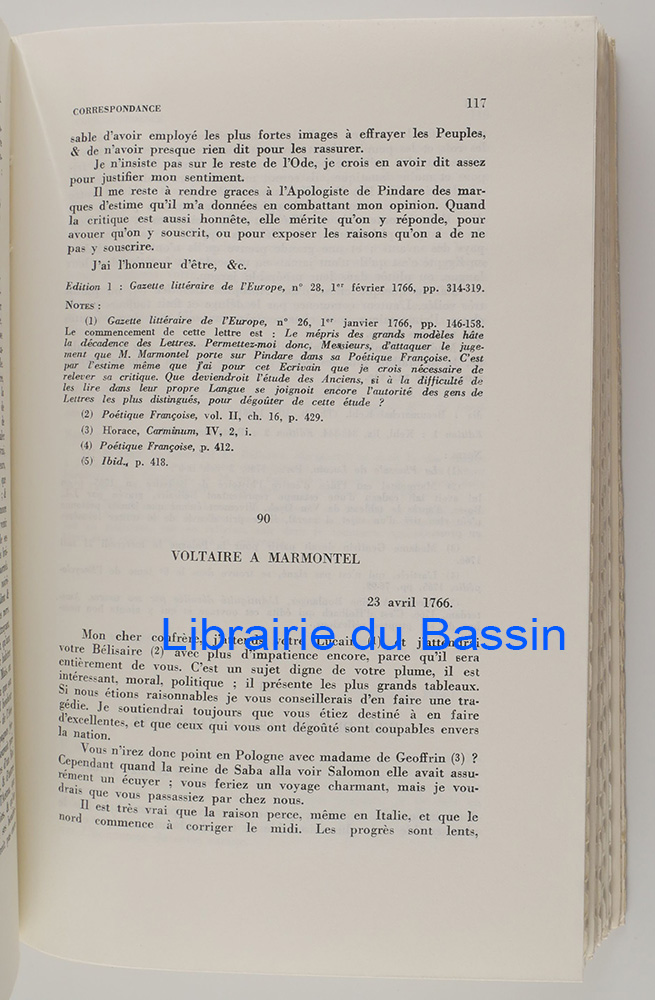 CORRESPONDANCE 117
sable d'avoir employé les plus fortes images à effrayer les Peuples,
& de n'avoir presque rien dit pour les rassurer.
Je n'insiste pas sur le reste de l'Ode, je crois en avoir dit assez
pour justifier mon sentiment.
Il me reste à rendre graces à l'Apologiste de Pindare des mar-
ques d'estime qu'il m'a données en combattant mon opinion. Quand
la critique est aussi honnête, elle mérite qu'on y réponde, pour
avouer qu'on y souscrit, ou pour exposer les raisons qu'on a de ne
pas y souscrire.
J'ai l'honneur d'être, &c.
Edition 1 : Gazette littéraire de l'Europe, n° 28, 1er février 1766, pp. 314-319.
NOTES :
(1) Gazette littéraire de l'Europe, n° 26, 1er janvier 1766, pp. 146-158.
Le commencement de cette lettre est : Le mépris des grands modèles hâte
la décadence des Lettres. Permettez-moi donc, Messieurs, d'attaquer le juge-
ment que M. Marmontel porte sur Pindare dans sa Poétique Françoise. C'est
par l'estime même que j'ai pour cet Ecrivain que je crois nécessaire de
relever sa critique. Que deviendroit l'étude des Anciens, si à la difficulté de
les lire dans leur propre Langue se joignoit encore l'autorité des gens de
Lettres les plus distingués, pour dégoûter de cette étude ?
(2) Poétique Françoise, vol. II, ch. 16, p. 429.
(3) Horace, Carminum, IV, 2, i.
(4) Poétique Françoise, p. 412.
(5) Ibid., p. 418.
90
VOLTAIRE A MARMONTEL
23 avril 1766.
Mon cher confrère, j'attends votre Lucain (1) et j'attendrai
Librairie du Bassin
votre Bélisaire (2) avec plus d'impatience encore, parce qu'il sera
entièrement de vous. C'est un sujet digne de votre plume, il est
intéressant, moral, politique ; il présente les plus grands tableaux.
Si nous étions raisonnables je vous conseillerais d'en faire une tra-
gédie. Je soutiendrai toujours que vous étiez destiné à en faire
d'excellentes, et que ceux qui vous ont dégoûté sont coupables envers
la nation.
Vous n'irez donc point en Pologne avec madame de Geoffrin (3) ?
Cependant quand la reine de Saba alla voir Salomon elle avait assu-
rément un écuyer ; vous feriez un voyage charmant, mais je vou-
drais que vous passassiez par chez nous.
Il est très vrai que la raison perce, même en Italie, et que le
nord commence à corriger le midi. Les progrès sont lents,